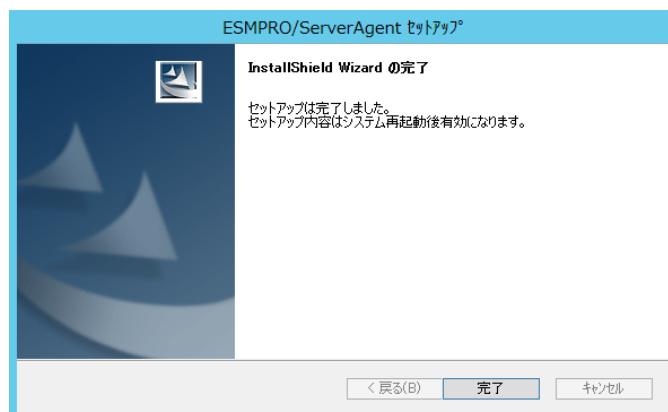 ESMPRO/ServerAgent ｾｯﾄｱｯﾌﾟ
InstallShield Wizard の完了
セットアップは完了しました。
セットアップ内容はシステム再起動後有効になります。
< 戻る(B)
完了
ｷｬﾝｾﾙ